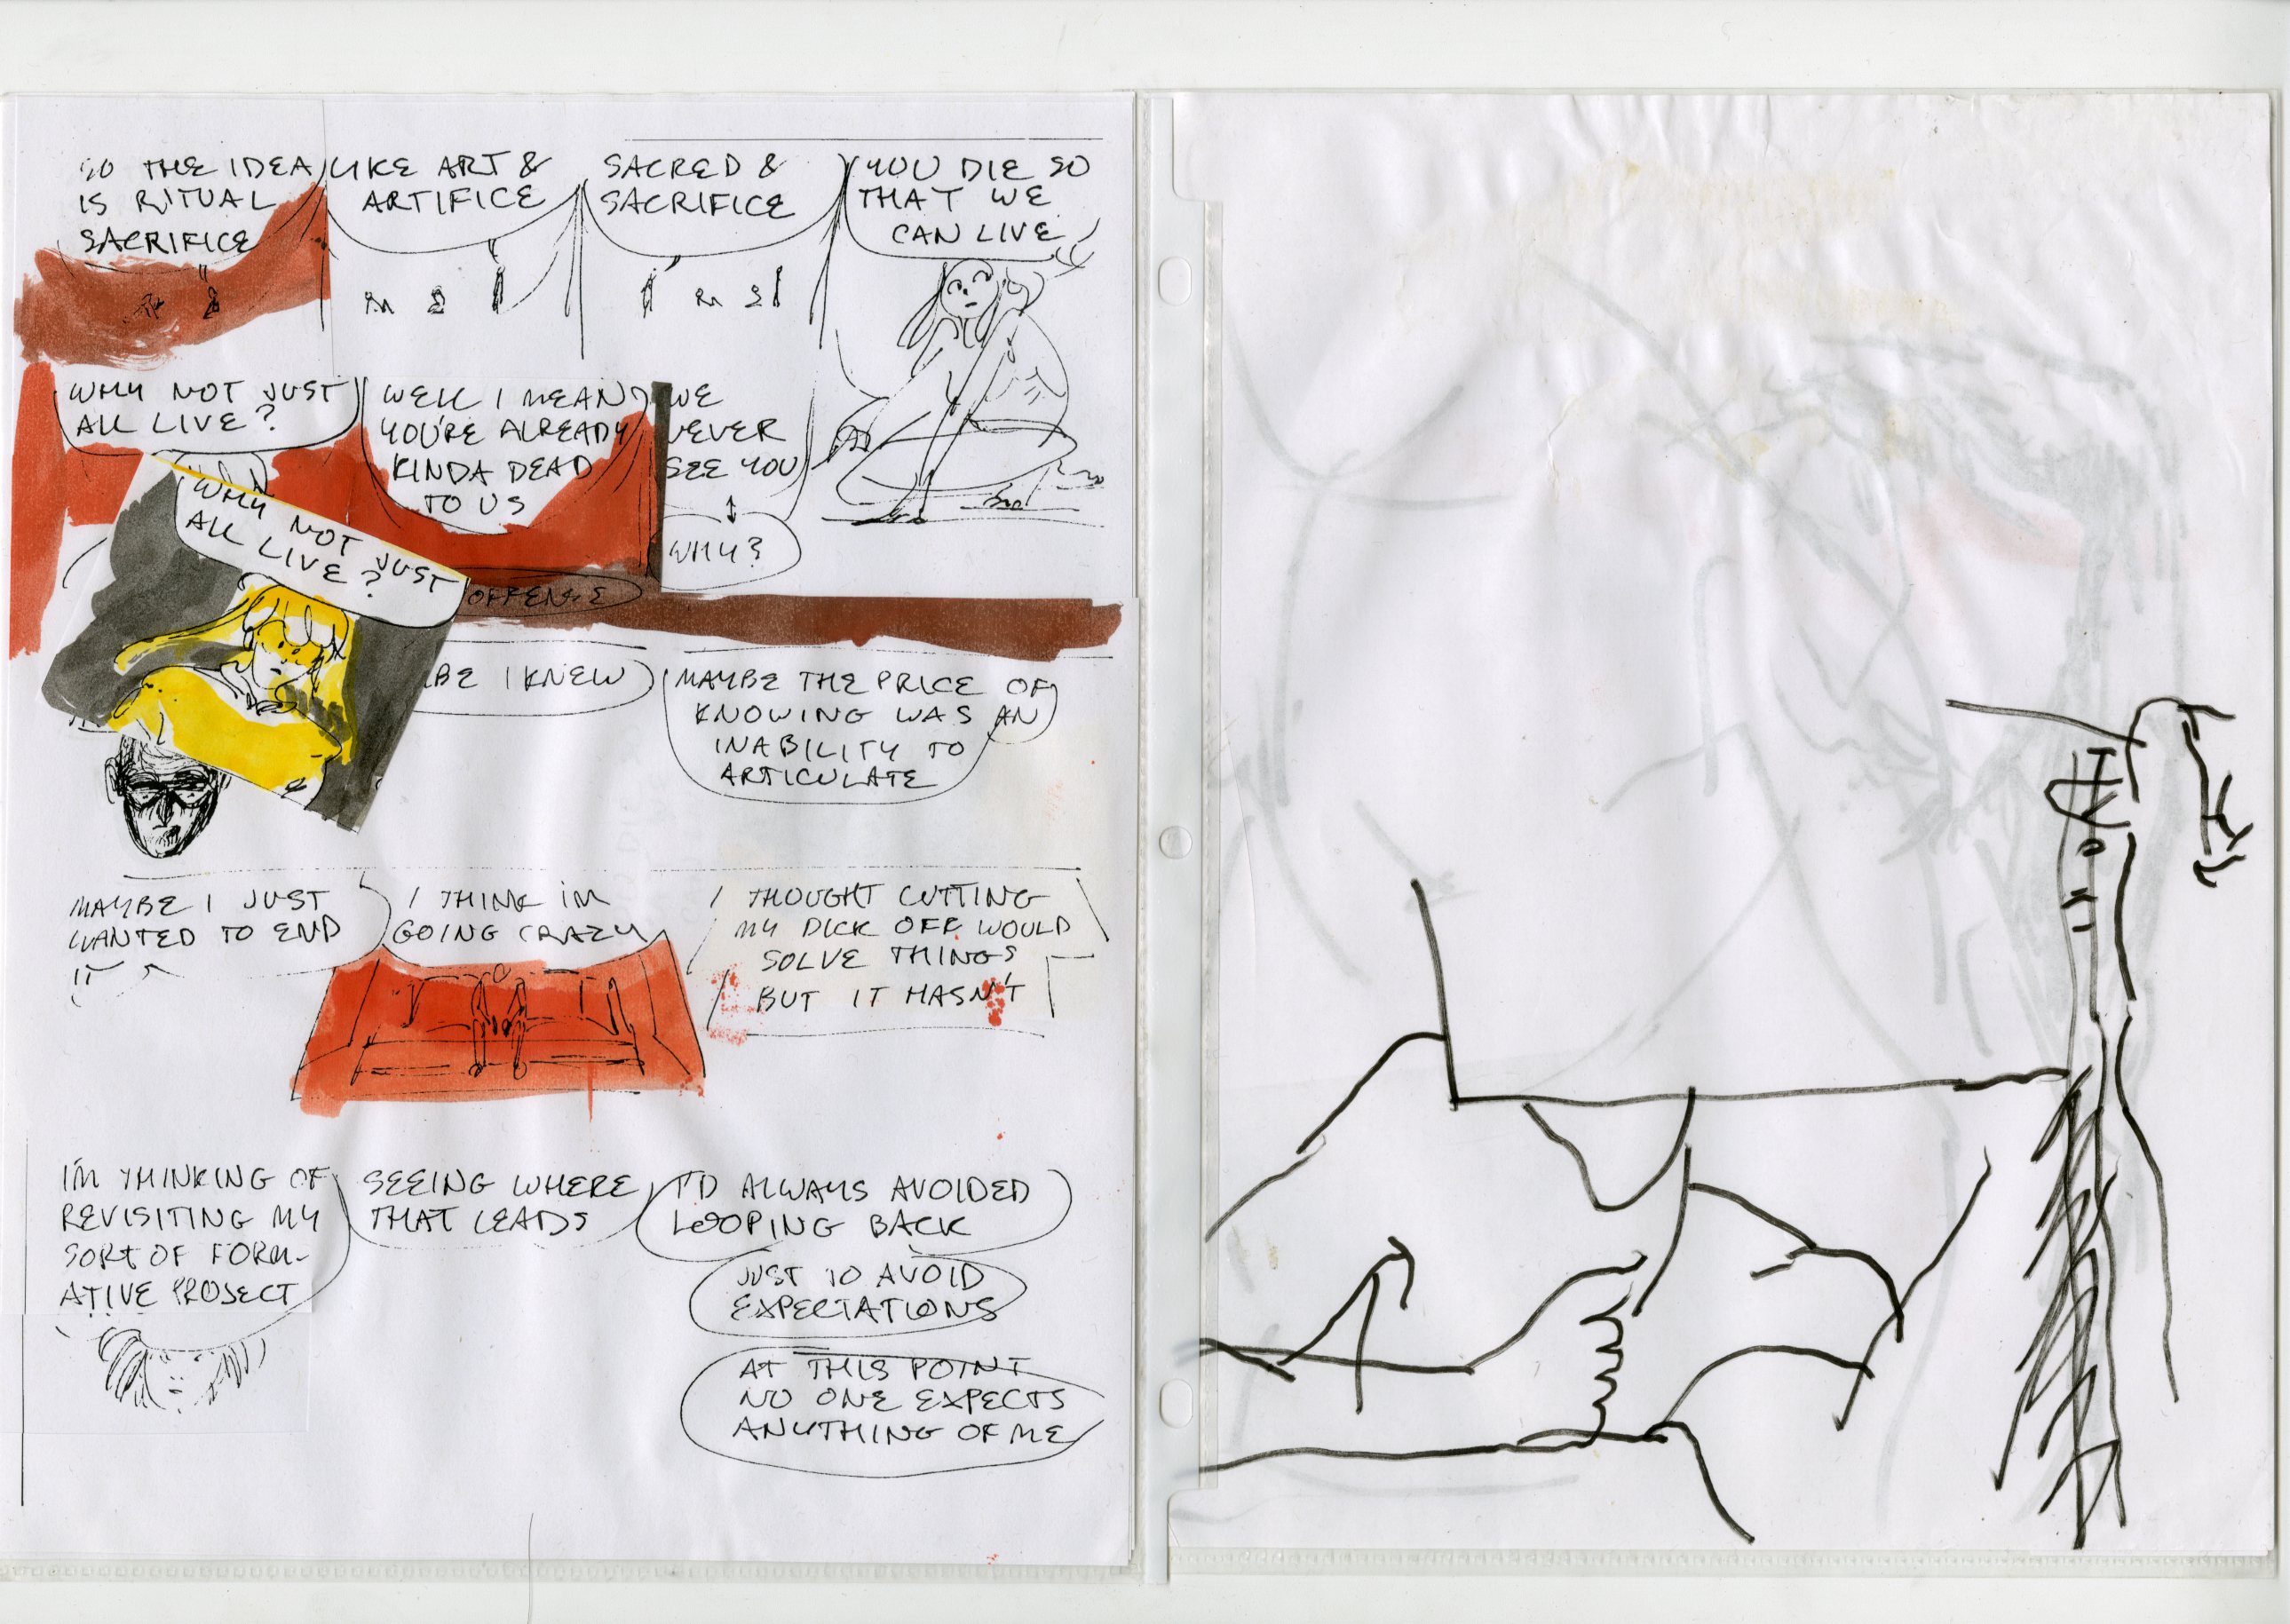 SO THE IDEA
IS RITUAL
SACRIFICE
LIKE ART &
ARTIFICE
SACRED &
SACRIFICE
YOU DIE SO
THAT WE
CAN LIVE
WHY NOT JUST
ALL LIVE?
WELL I MEAN
YOU'RE ALREADY
KINDA DEAD
TO US
WE
NEVER
SEE YOU
WHY?
WHY NOT JUST
ALL LIVE?
OFFENSE
BE I KNEW
MAYBE THE PRICE OF
KNOWING WAS AN
INABILITY TO
ARTICULATE
MAYBE I JUST
WANTED TO END
IT
I THINK IM
GOING CRAZY
I THOUGHT CUTTING
MY DICK OFF WOULD
SOLVE THINGS
BUT IT HASN'T
I'M THINKING OF
REVISITING MY
SORT OF FORM-
ATIVE PROJECT
SEEING WHERE
THAT LEADS
I'D ALWAYS AVOIDED
LOOPING BACK
JUST TO AVOID
EXPECTATIONS
AT THIS POINT
NO ONE EXPECTS
ANYTHING OF ME